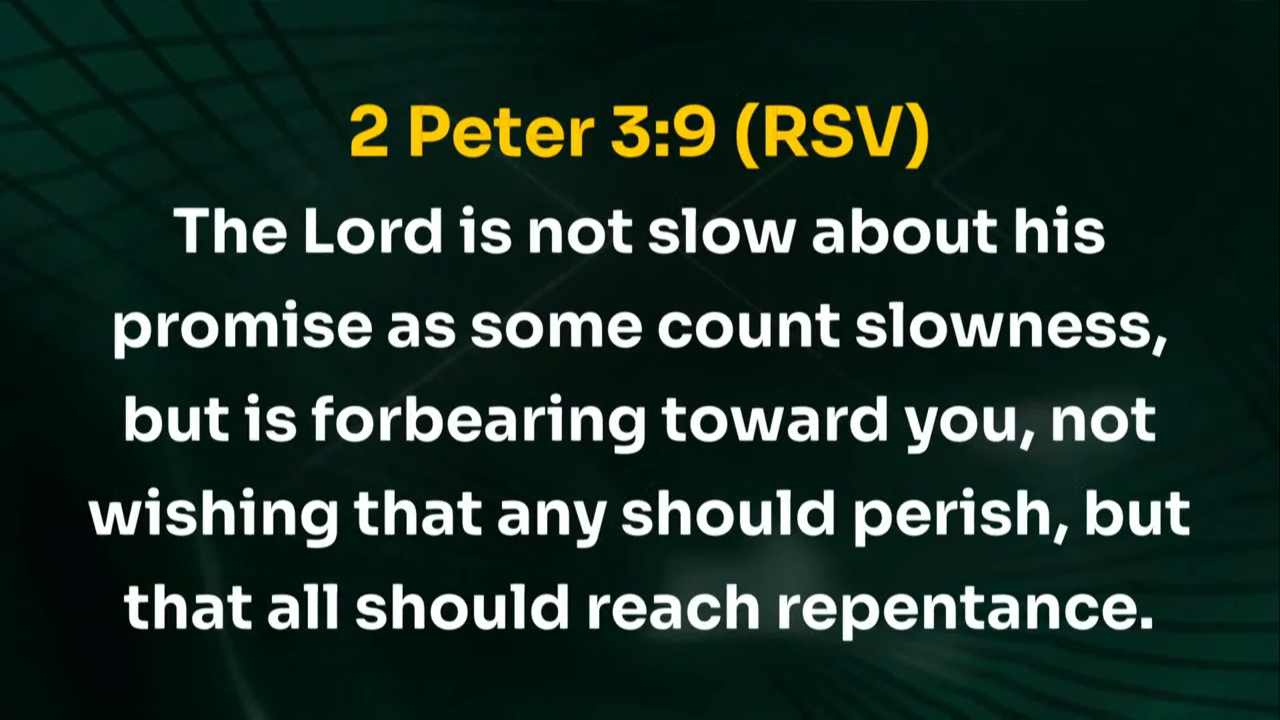 2 Peter 3:9 (RSV)
The Lord is not slow about his
promise as some count slowness,
but is forbearing toward you, not
wishing that any should perish, but
that all should reach repentance.